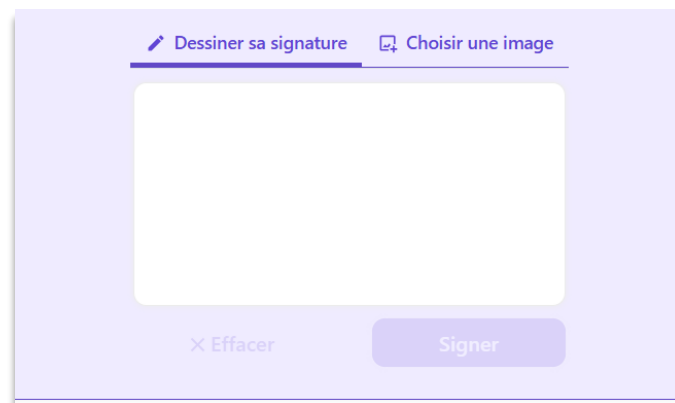 Dessiner sa signature
Choisir une image
Effacer
Signer